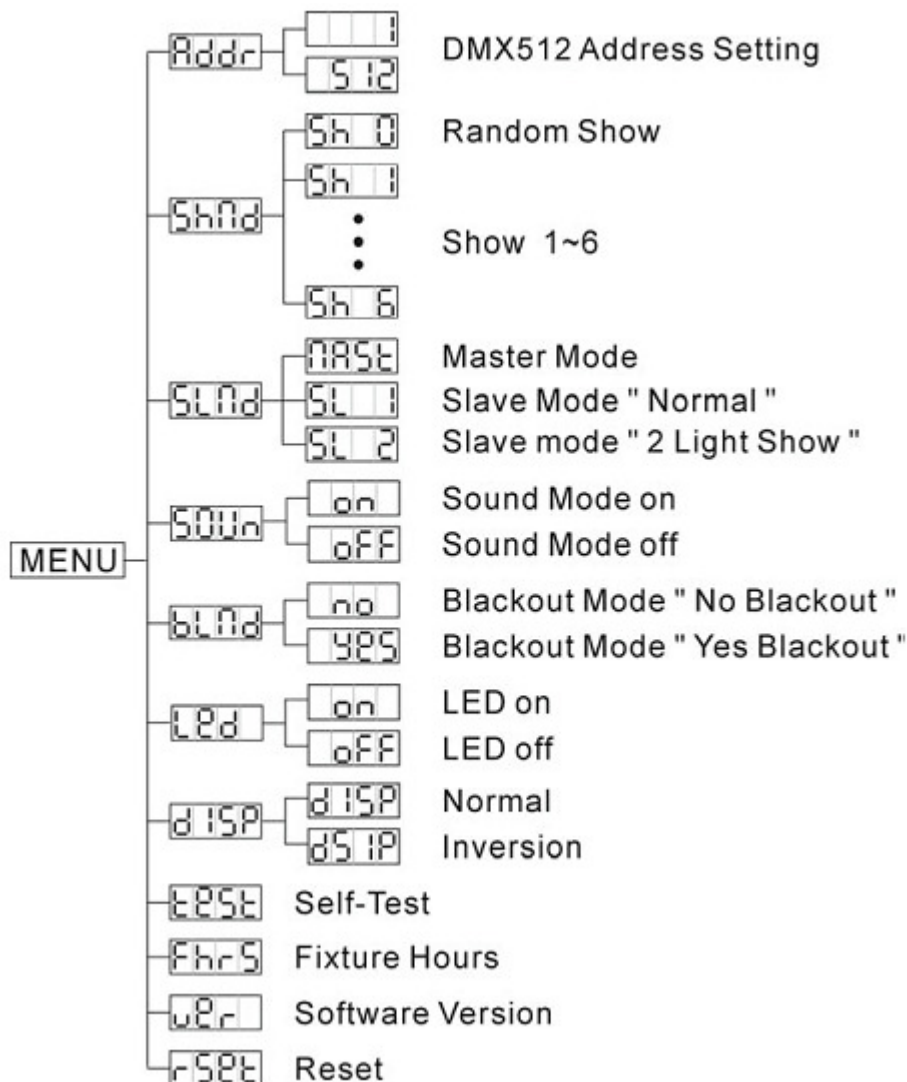 Addr 1 DMX512 Address Setting
512
Sh 0 Random Show
Sh 1
ShMd Show 1~6
Sh 6
MASt Master Mode
SLMd SL 1 Slave Mode " Normal "
SL 2 Slave mode " 2 Light Show "
SOUn on Sound Mode on
oFF Sound Mode off
MENU
bLMd no Blackout Mode " No Blackout "
yes Blackout Mode " Yes Blackout "
Led on LED on
oFF LED off
dISP dISP Normal
dSIP Inversion
teSt Self-Test
FhrS Fixture Hours
ver Software Version
rSet Reset